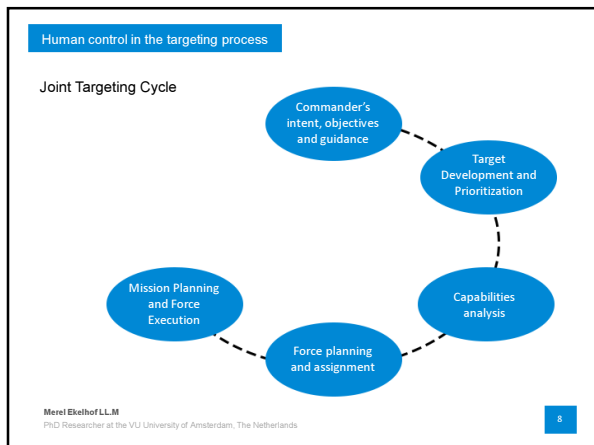 Human control in the targeting process
Joint Targeting Cycle
Commander's
intent, objectives
and guidance
Target
Development and
Prioritization
Capabilities
analysis
Force planning
and assignment
Mission Planning
and Force
Execution
Merel Ekelhof LL.M
PhD Researcher at the VU University of Amsterdam, The Netherlands
8